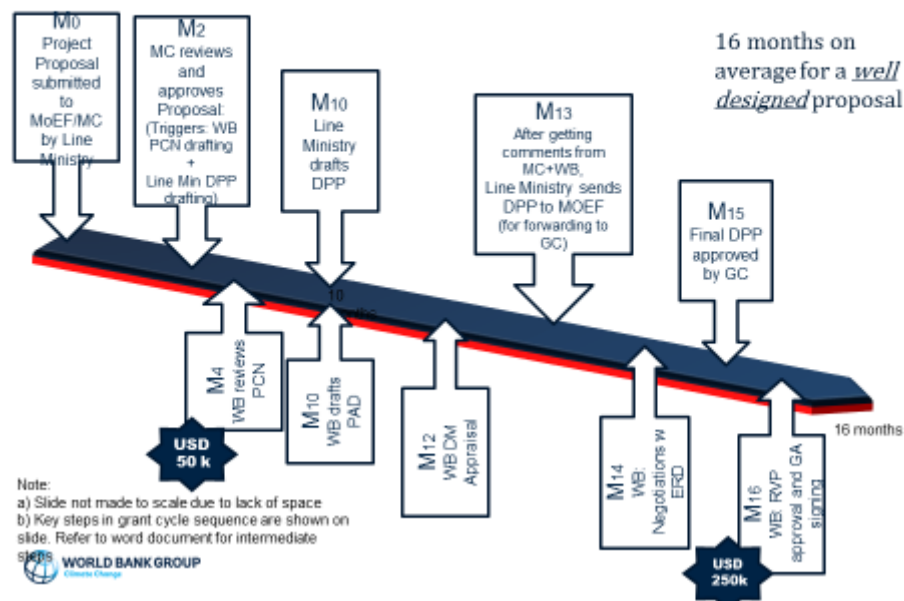 M0
Project
Proposal
submitted
to
MoEF/MC
by Line
Ministry
M2
MC reviews
and
approves
Proposal:
(Triggers: WB
PCN drafting
+
Line Min DPP
drafting)
M10
Line
Ministry
drafts
DPP
M13
After getting
comments from
MC+WB,
Line Ministry sends
DPP to MOEF
(for forwarding to
GC)
M15
Final DPP
approved
by GC
16 months on
average for a well
designed proposal
10
M4
WB reviews
PCN
USD
50 k
M10
WB drafts
PAD
M12
WB DM
Appraisal
M14
WB:
Negotiations w
ERD
M16
WB: RVP
approval and GA
signing
USD
250k
16 months
Note:
a) Slide not made to scale due to lack of space
b) Key steps in grant cycle sequence are shown on
slide. Refer to word document for intermediate
steps
WORLD BANK GROUP
Climate Change